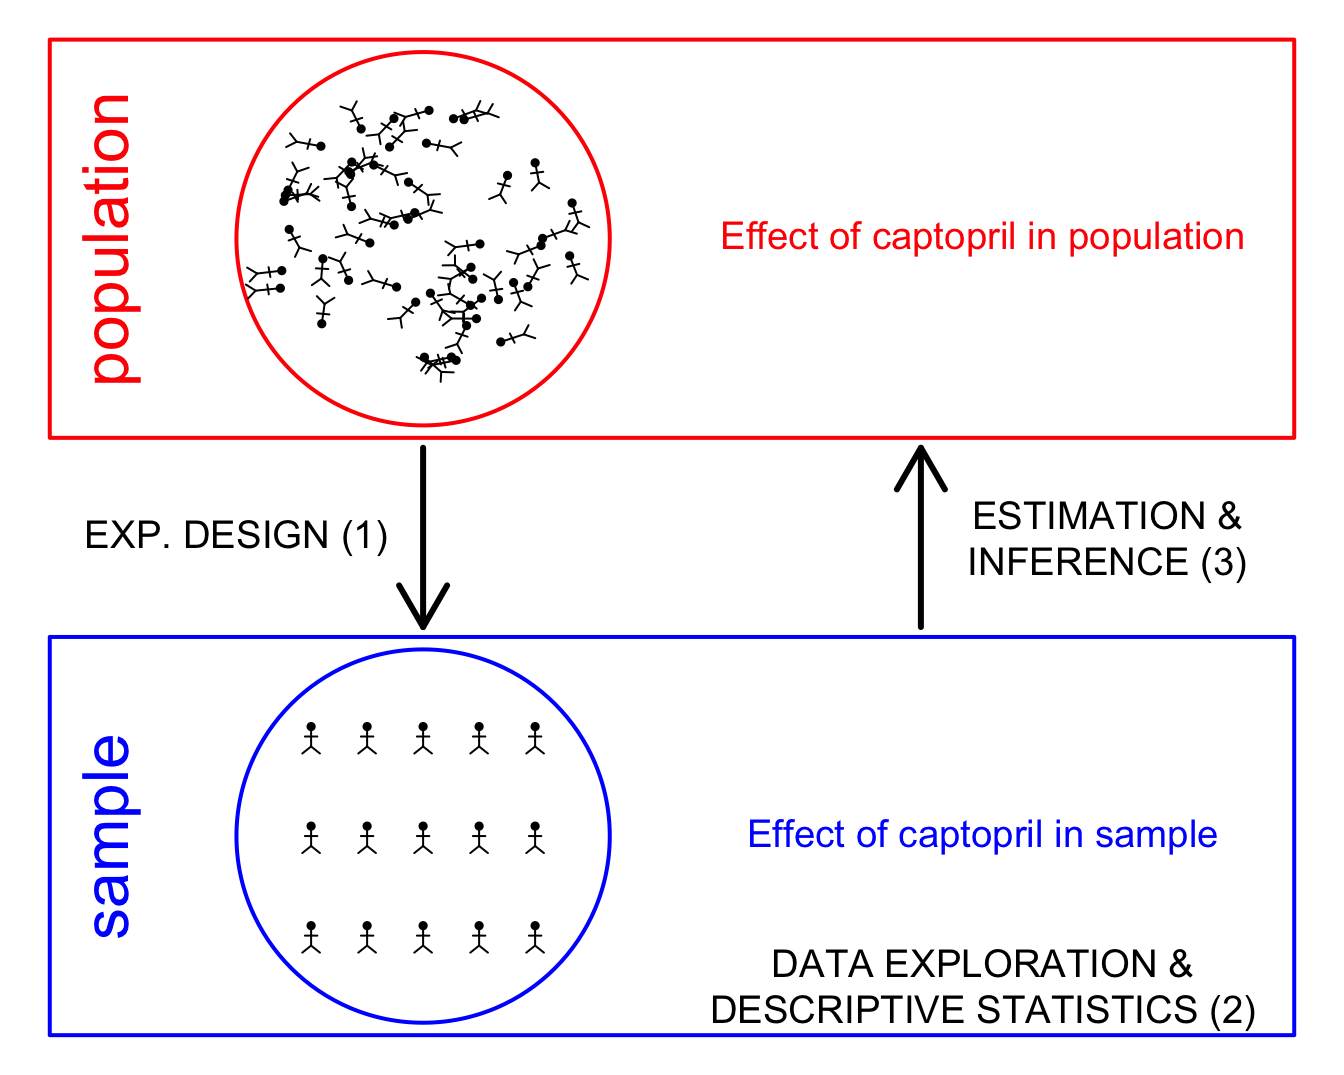 population
Effect of captopril in population
EXP. DESIGN (1)
ESTIMATION &
INFERENCE (3)
sample
Effect of captopril in sample
DATA EXPLORATION &
DESCRIPTIVE STATISTICS (2)